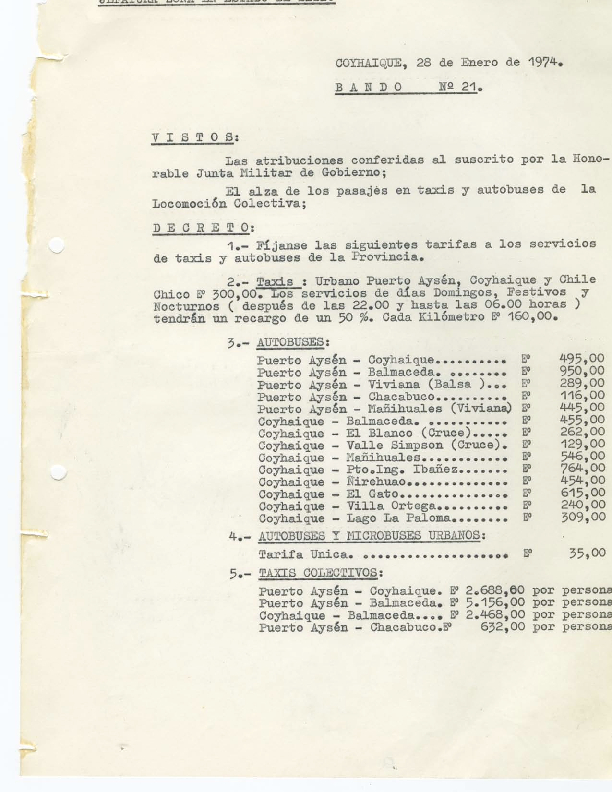 JEFATURA ZONA EN ESTADO DE
COYHAIQUE, 28 de Enero de 1974.
B A N D O Nº 21.
V I S T O S:
Las atribuciones conferidas al suscrito por la Hono-
rable Junta Militar de Gobierno;
El alza de los pasajes en taxis y autobuses de la
Locomoción Colectiva;
D E C R E T O:
1.- Fíjanse las siguientes tarifas a los servicios
de taxis y autobuses de la Provincia.
2.- Taxis : Urbano Puerto Aysén, Coyhaique y Chile
Chico Eº 300,00. Los servicios de días Domingos, Festivos y
Nocturnos ( después de las 22.00 y hasta las 06.00 horas )
tendrán un recargo de un 50 %. Cada Kilómetro Eº 160,00.
3.- AUTOBUSES:
Puerto Aysén - Coyhaique.......... Eº 495,00
Puerto Aysén - Balmaceda. ........ Eº 950,00
Puerto Aysén - Viviana (Balsa )... Eº 289,00
Puerto Aysén - Chacabuco.......... Eº 116,00
Puerto Aysén - Mañihuales (Viviana) Eº 445,00
Coyhaique - Balmaceda. ........... Eº 455,00
Coyhaique - El Blanco (Cruce)..... Eº 262,00
Coyhaique - Valle Simpson (Cruce). Eº 129,00
Coyhaique - Mañihuales............ Eº 546,00
Coyhaique - Pto.Ing. Ibañez....... Eº 764,00
Coyhaique - Ñirehuao.............. Eº 454,00
Coyhaique - El Gato............... Eº 615,00
Coyhaique - Villa Ortega.......... Eº 240,00
Coyhaique - Lago La Paloma........ Eº 309,00
4.- AUTOBUSES Y MICROBUSES URBANOS:
Tarifa Unica. .................... Eº 35,00
5.- TAXIS COLECTIVOS:
Puerto Aysén - Coyhaique. Eº 2.688,60 por persona
Puerto Aysén - Balmaceda. Eº 5.156,00 por persona
Coyhaique - Balmaceda.... Eº 2.468,00 por persona
Puerto Aysén - Chacabuco.Eº 632,00 por persona